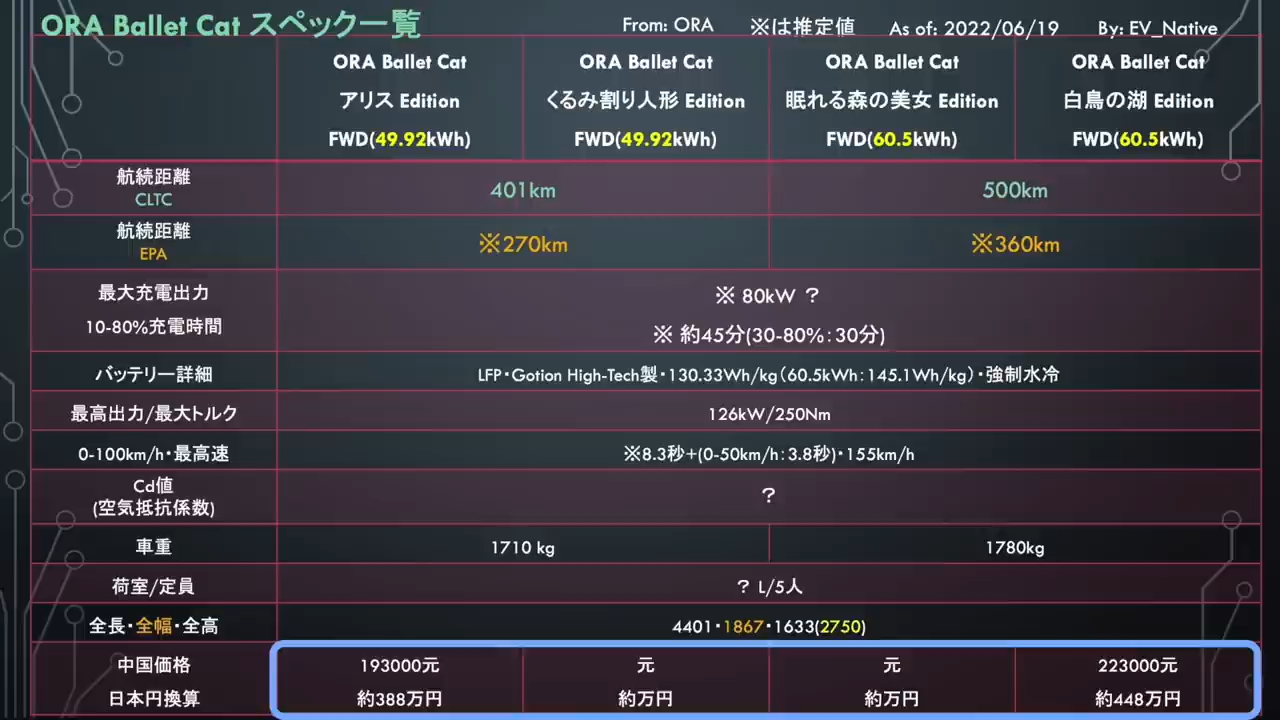 ORA Ballet Cat スペック一覧
From: ORA ※は推定値 As of: 2022/06/19 By: EV_Native
ORA Ballet Cat ORA Ballet Cat ORA Ballet Cat ORA Ballet Cat
アリス Edition くるみ割り人形 Edition 眠れる森の美女 Edition 白鳥の湖 Edition
FWD(49.92kWh) FWD(49.92kWh) FWD(60.5kWh) FWD(60.5kWh)
航続距離
CLTC
401km 500km
航続距離
EPA
※270km ※360km
最大充電出力
10-80%充電時間
※ 80kW ？
※ 約45分(30-80%：30分)
バッテリー詳細
LFP・Gotion High-Tech製・130.33Wh/kg（60.5kWh：145.1Wh/kg）・強制水冷
最高出力/最大トルク
126kW/250Nm
0-100km/h・最高速
※8.3秒+(0-50km/h：3.8秒)・155km/h
Cd値
(空気抵抗係数)
？
車重
1710 kg 1780kg
荷室/定員
？ L/5人
全長・全幅・全高
4401・1867・1633(2750)
中国価格
日本円換算
193000元 元 元 223000元
約388万円 約万円 約万円 約448万円